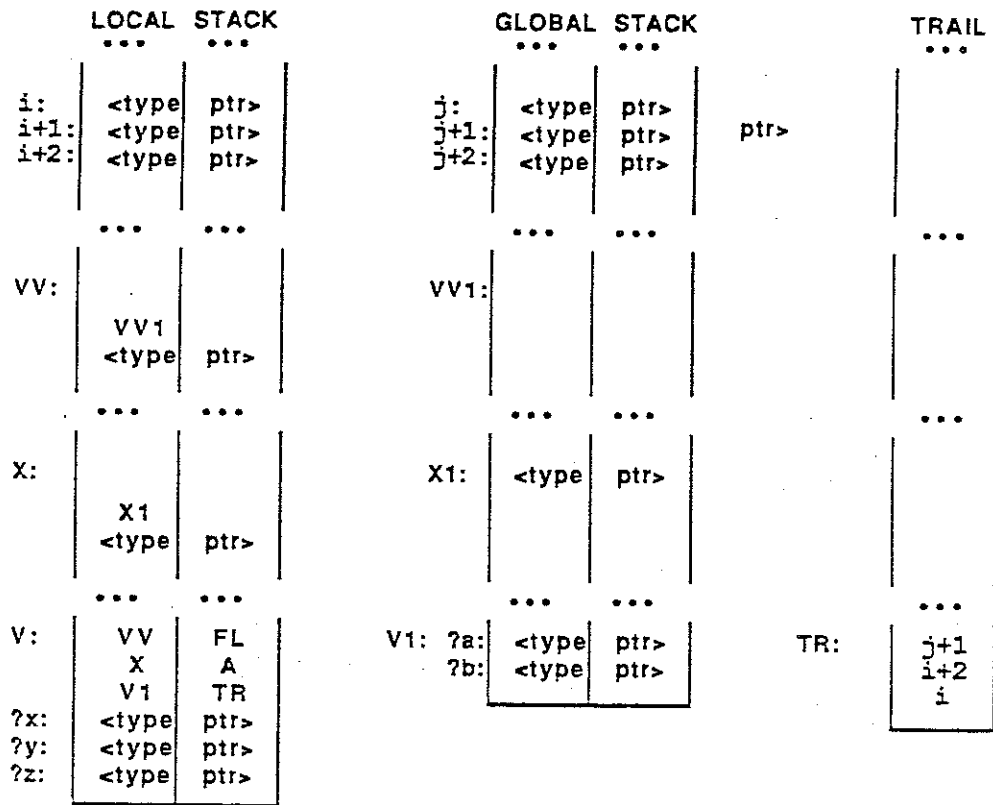 LOCAL STACK GLOBAL STACK TRAIL
••• ••• ••• ••• •••
i: <type ptr> j: <type ptr>
i+1: <type ptr> j+1: <type ptr> ptr>
i+2: <type ptr> j+2: <type ptr>
••• ••• ••• ••• •••
VV: VV1:
VV1
<type ptr>
••• ••• ••• ••• •••
X: X1: <type ptr>
X1
<type ptr>
••• ••• ••• ••• •••
V: VV FL V1: ?a: <type ptr> TR: j+1
X A ?b: <type ptr> i+2
V1 TR i
?x: <type ptr>
?y: <type ptr>
?z: <type ptr>